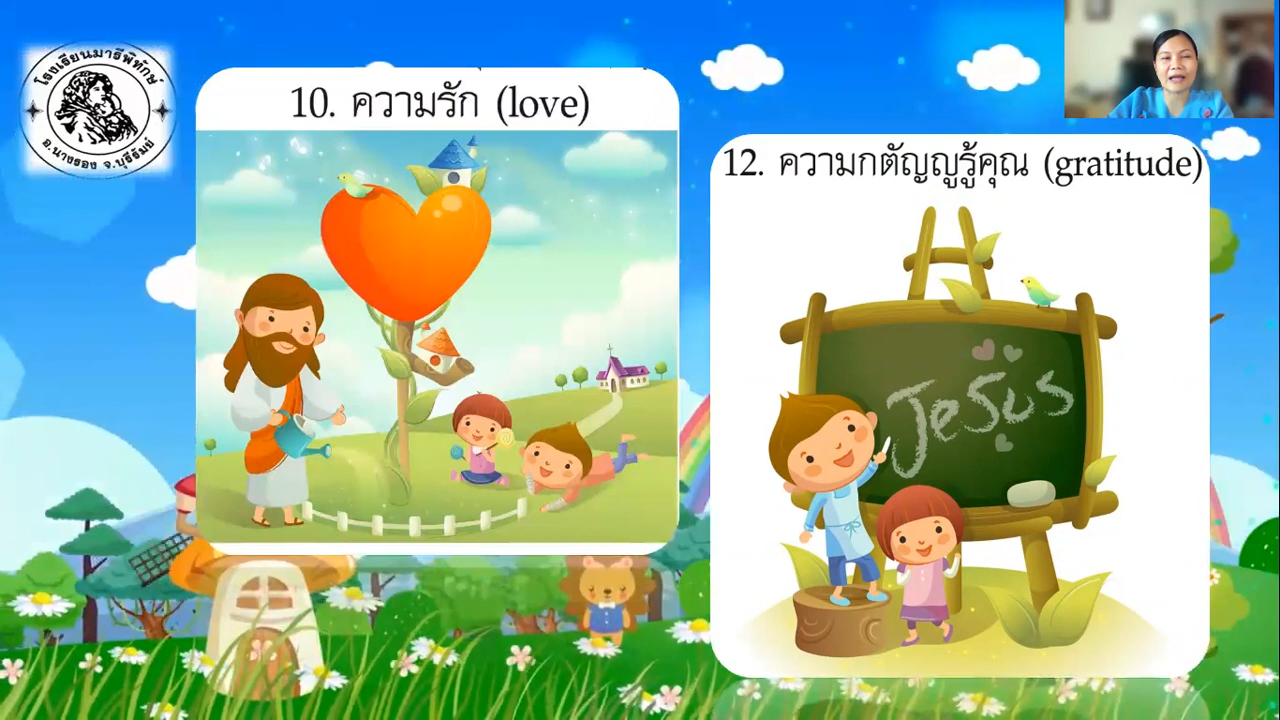 โรงเรียนมารีพิทักษ์
อ.นางรอง จ.บุรีรัมย์
10. ความรัก (love)
12. ความกตัญญูรู้คุณ (gratitude)
Jesus